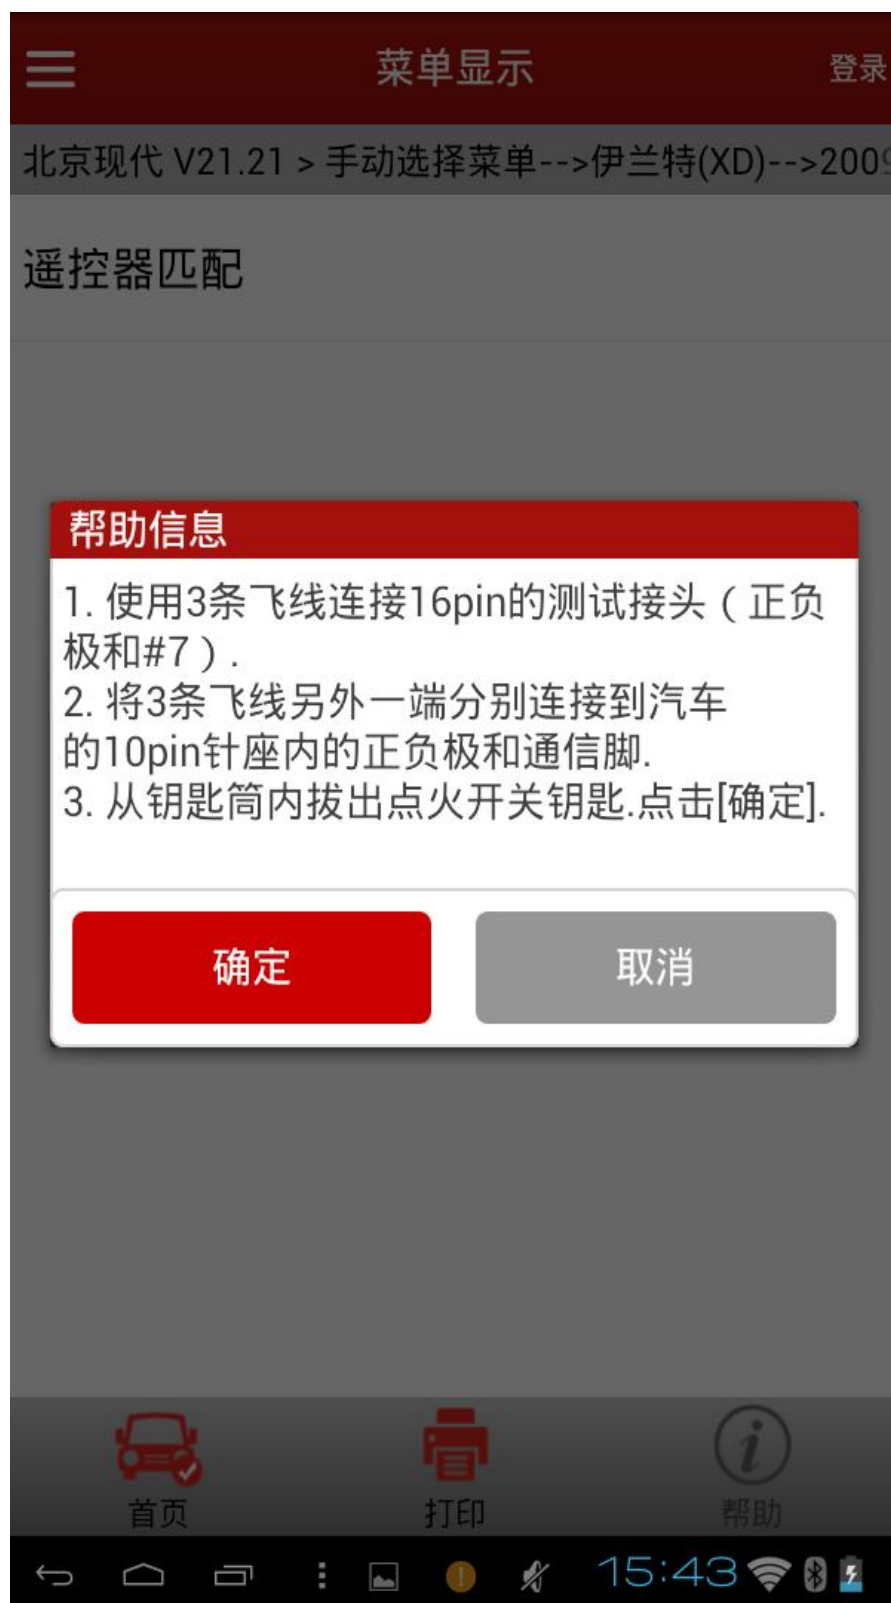 菜单显示
登录
北京现代 V21.21 > 手动选择菜单-->伊兰特(XD)-->2009
遥控器匹配
帮助信息
1. 使用3条飞线连接16pin的测试接头（正负
极和#7）.
2. 将3条飞线另外一端分别连接到汽车
的10pin针座内的正负极和通信脚.
3. 从钥匙筒内拔出点火开关钥匙.点击[确定].
确定
取消
首页
打印
帮助
15:43